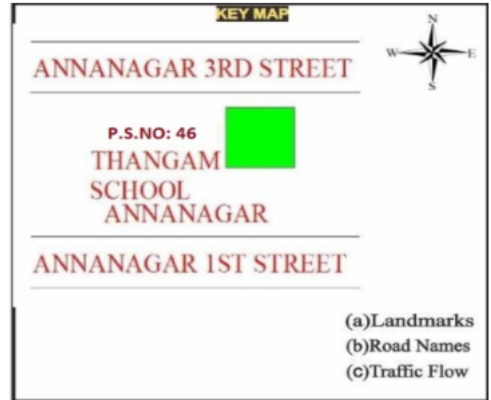 KEY MAP
N
W E
S
ANNANAGAR 3RD STREET
P.S.NO: 46
THANGAM
SCHOOL
ANNANAGAR
ANNANAGAR 1ST STREET
(a)Landmarks
(b)Road Names
(c)Traffic Flow